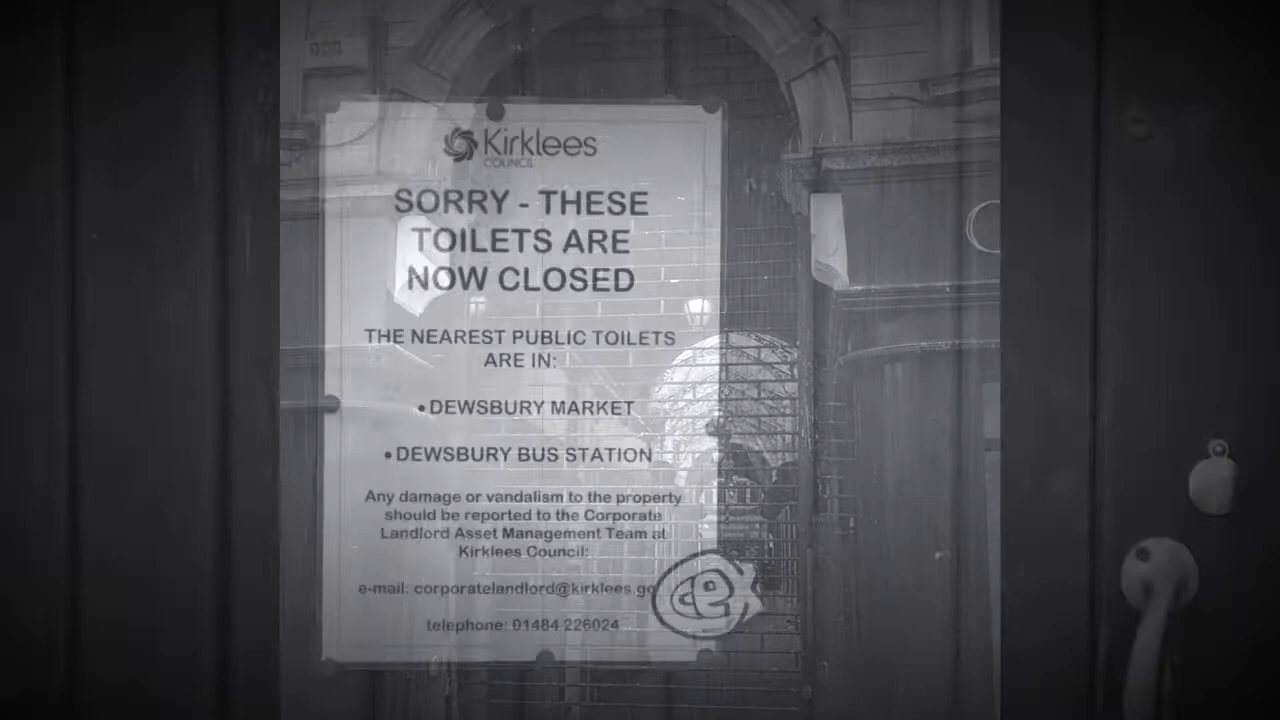 Kirklees
COUNCIL
SORRY - THESE
TOILETS ARE
NOW CLOSED
THE NEAREST PUBLIC TOILETS
ARE IN:
• DEWSBURY MARKET
• DEWSBURY BUS STATION
Any damage or vandalism to the property
should be reported to the Corporate
Landlord Asset Management Team at
Kirklees Council:
e-mail: corporatelandlord@kirklees.go
telephone: 01484 226024
cex